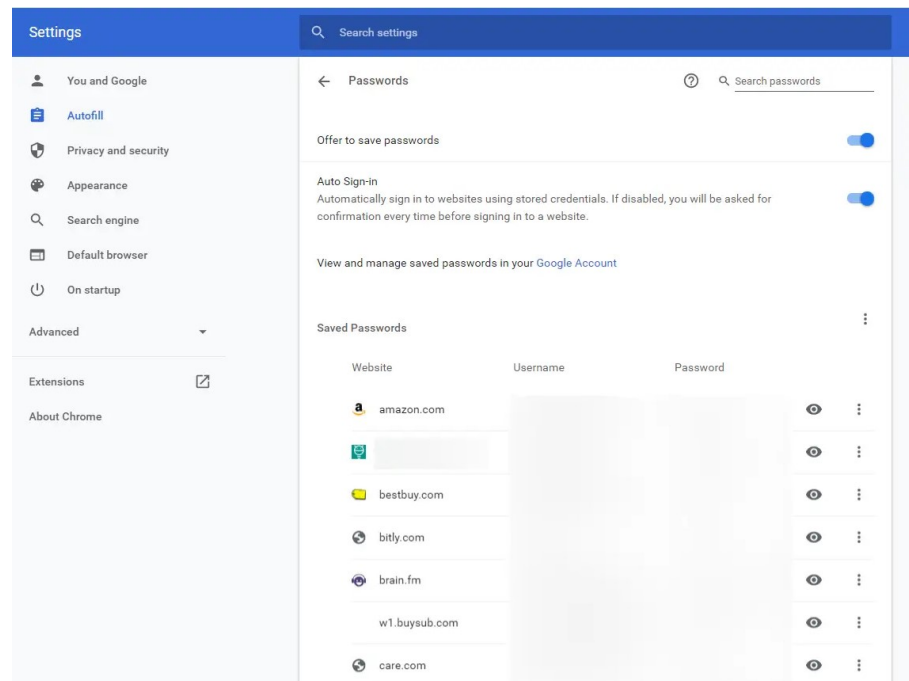 Settings
Search settings
You and Google
Autofill
Privacy and security
Appearance
Search engine
Default browser
On startup
Advanced
Extensions
About Chrome
Passwords
Search passwords
Offer to save passwords
Auto Sign-in
Automatically sign in to websites using stored credentials. If disabled, you will be asked for
confirmation every time before signing in to a website.
View and manage saved passwords in your Google Account
Saved Passwords
Website Username Password
amazon.com
bestbuy.com
bitly.com
brain.fm
w1.buysub.com
care.com